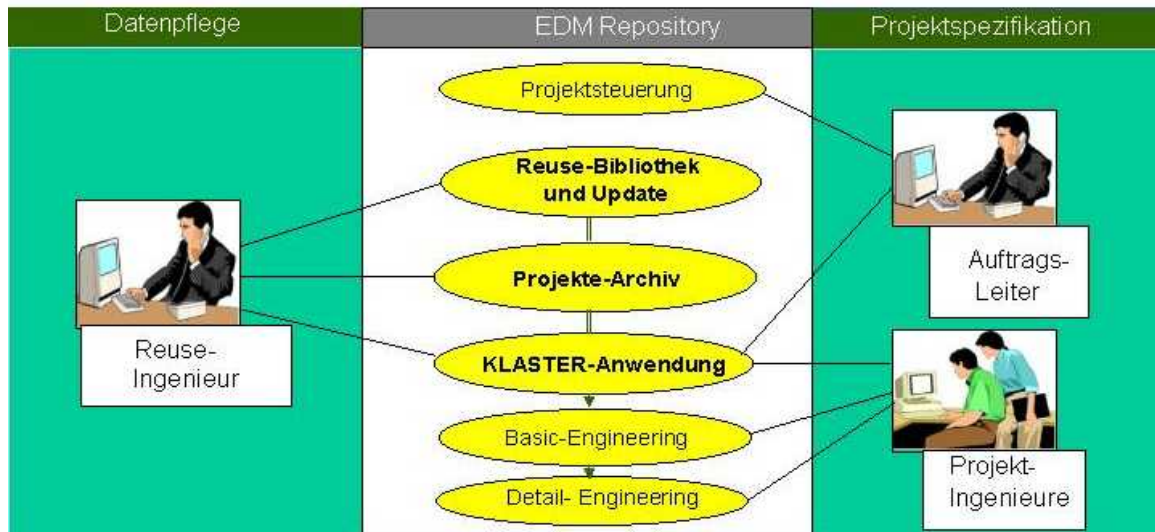 Datenpflege
EDM Repository
Projektspezifikation
Projektsteuerung
Reuse-Bibliothek
und Update
Projekte-Archiv
KLASTER-Anwendung
Basic-Engineering
Detail- Engineering
Reuse-
Ingenieur
Auftrags-
Leiter
Projekt-
Ingenieure